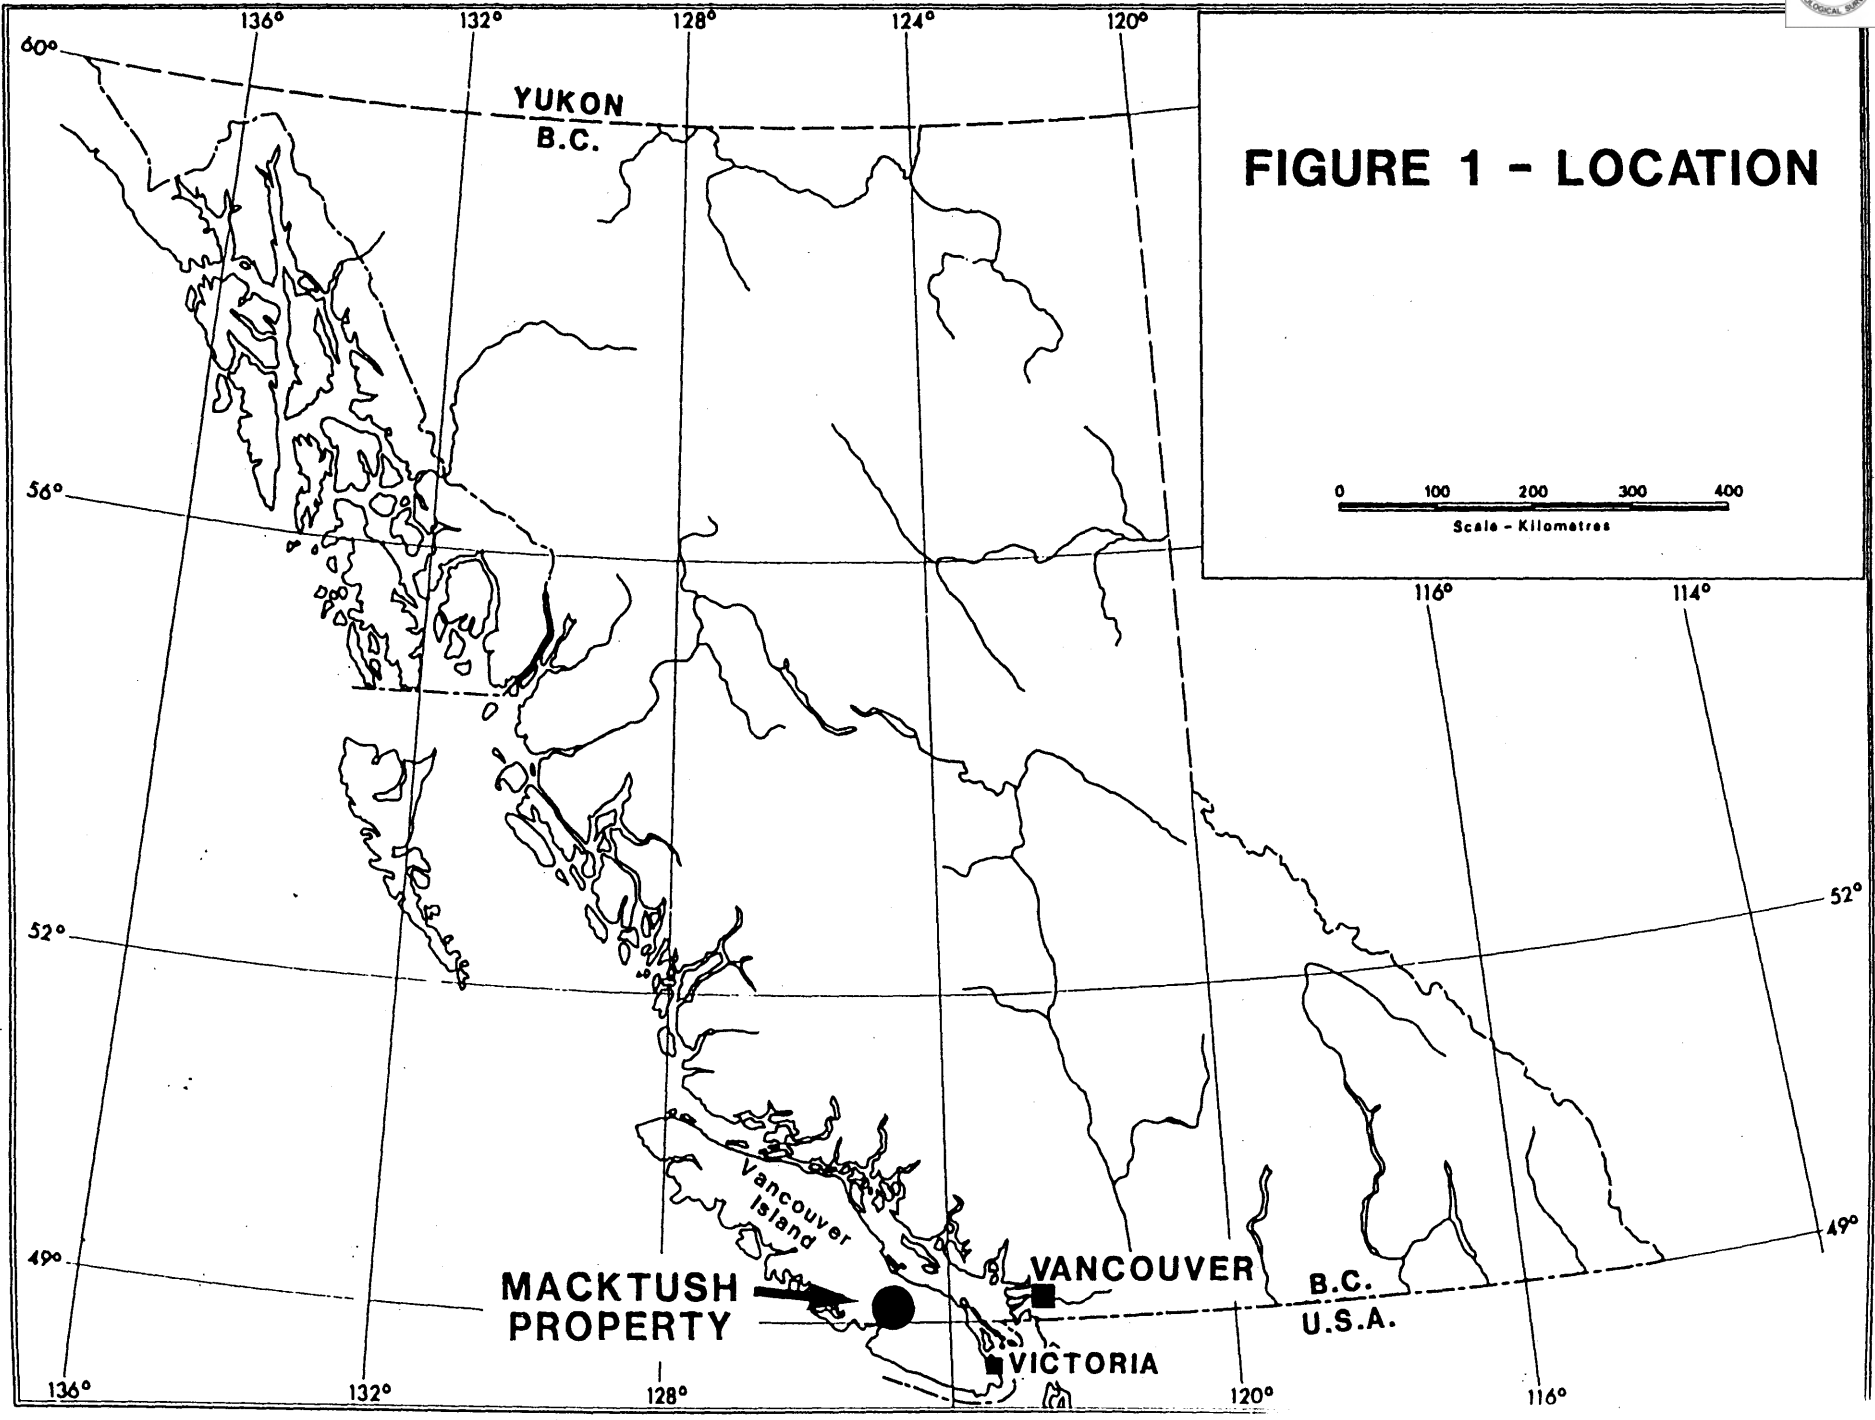 136° 132° 128° 124° 120°
60°
YUKON
B.C.
FIGURE 1 - LOCATION
56°
0 100 200 300 400
Scale - Kilometres
116° 114°
52°
52°
Vancouver
Island
49°
49°
MACKTUSH
PROPERTY
VANCOUVER
B.C.
U.S.A.
VICTORIA
136° 132° 128° 120° 116°